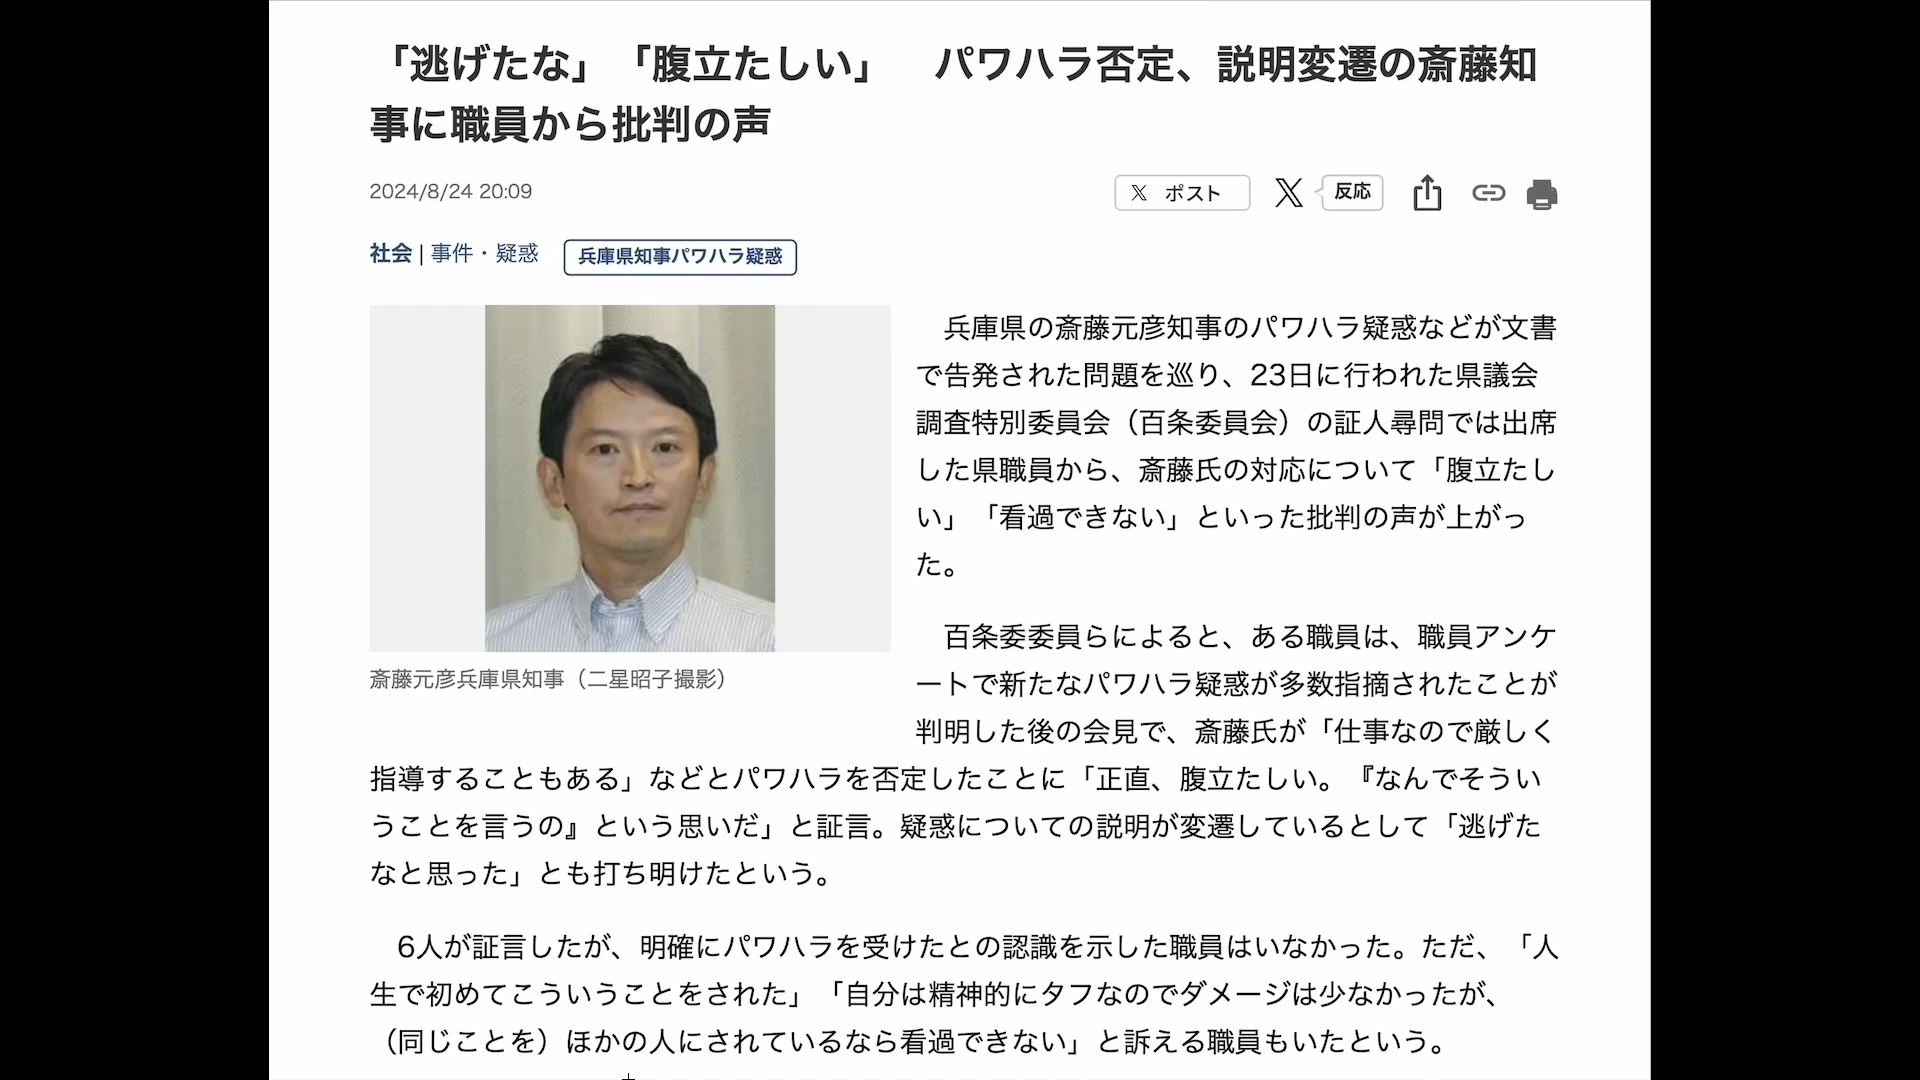 「逃げたな」「腹立たしい」　パワハラ否定、説明変遷の斎藤知
事に職員から批判の声
2024/8/24 20:09
X ポスト
X 反応
社会 | 事件・疑惑 兵庫県知事パワハラ疑惑
斎藤元彦兵庫県知事（二星昭子撮影）
兵庫県の斎藤元彦知事のパワハラ疑惑などが文書
で告発された問題を巡り、23日に行われた県議会
調査特別委員会（百条委員会）の証人尋問では出席
した県職員から、斎藤氏の対応について「腹立たし
い」「看過できない」といった批判の声が上がっ
た。
百条委委員らによると、ある職員は、職員アンケ
ートで新たなパワハラ疑惑が多数指摘されたことが
判明した後の会見で、斎藤氏が「仕事なので厳しく
指導することもある」などとパワハラを否定したことに「正直、腹立たしい。『なんでそうい
うことを言うの』という思いだ」と証言。疑惑についての説明が変遷しているとして「逃げた
なと思った」とも打ち明けたという。
6人が証言したが、明確にパワハラを受けたとの認識を示した職員はいなかった。ただ、「人
生で初めてこういうことをされた」「自分は精神的にタフなのでダメージは少なかったが、
（同じことを）ほかの人にされているなら看過できない」と訴える職員もいたという。